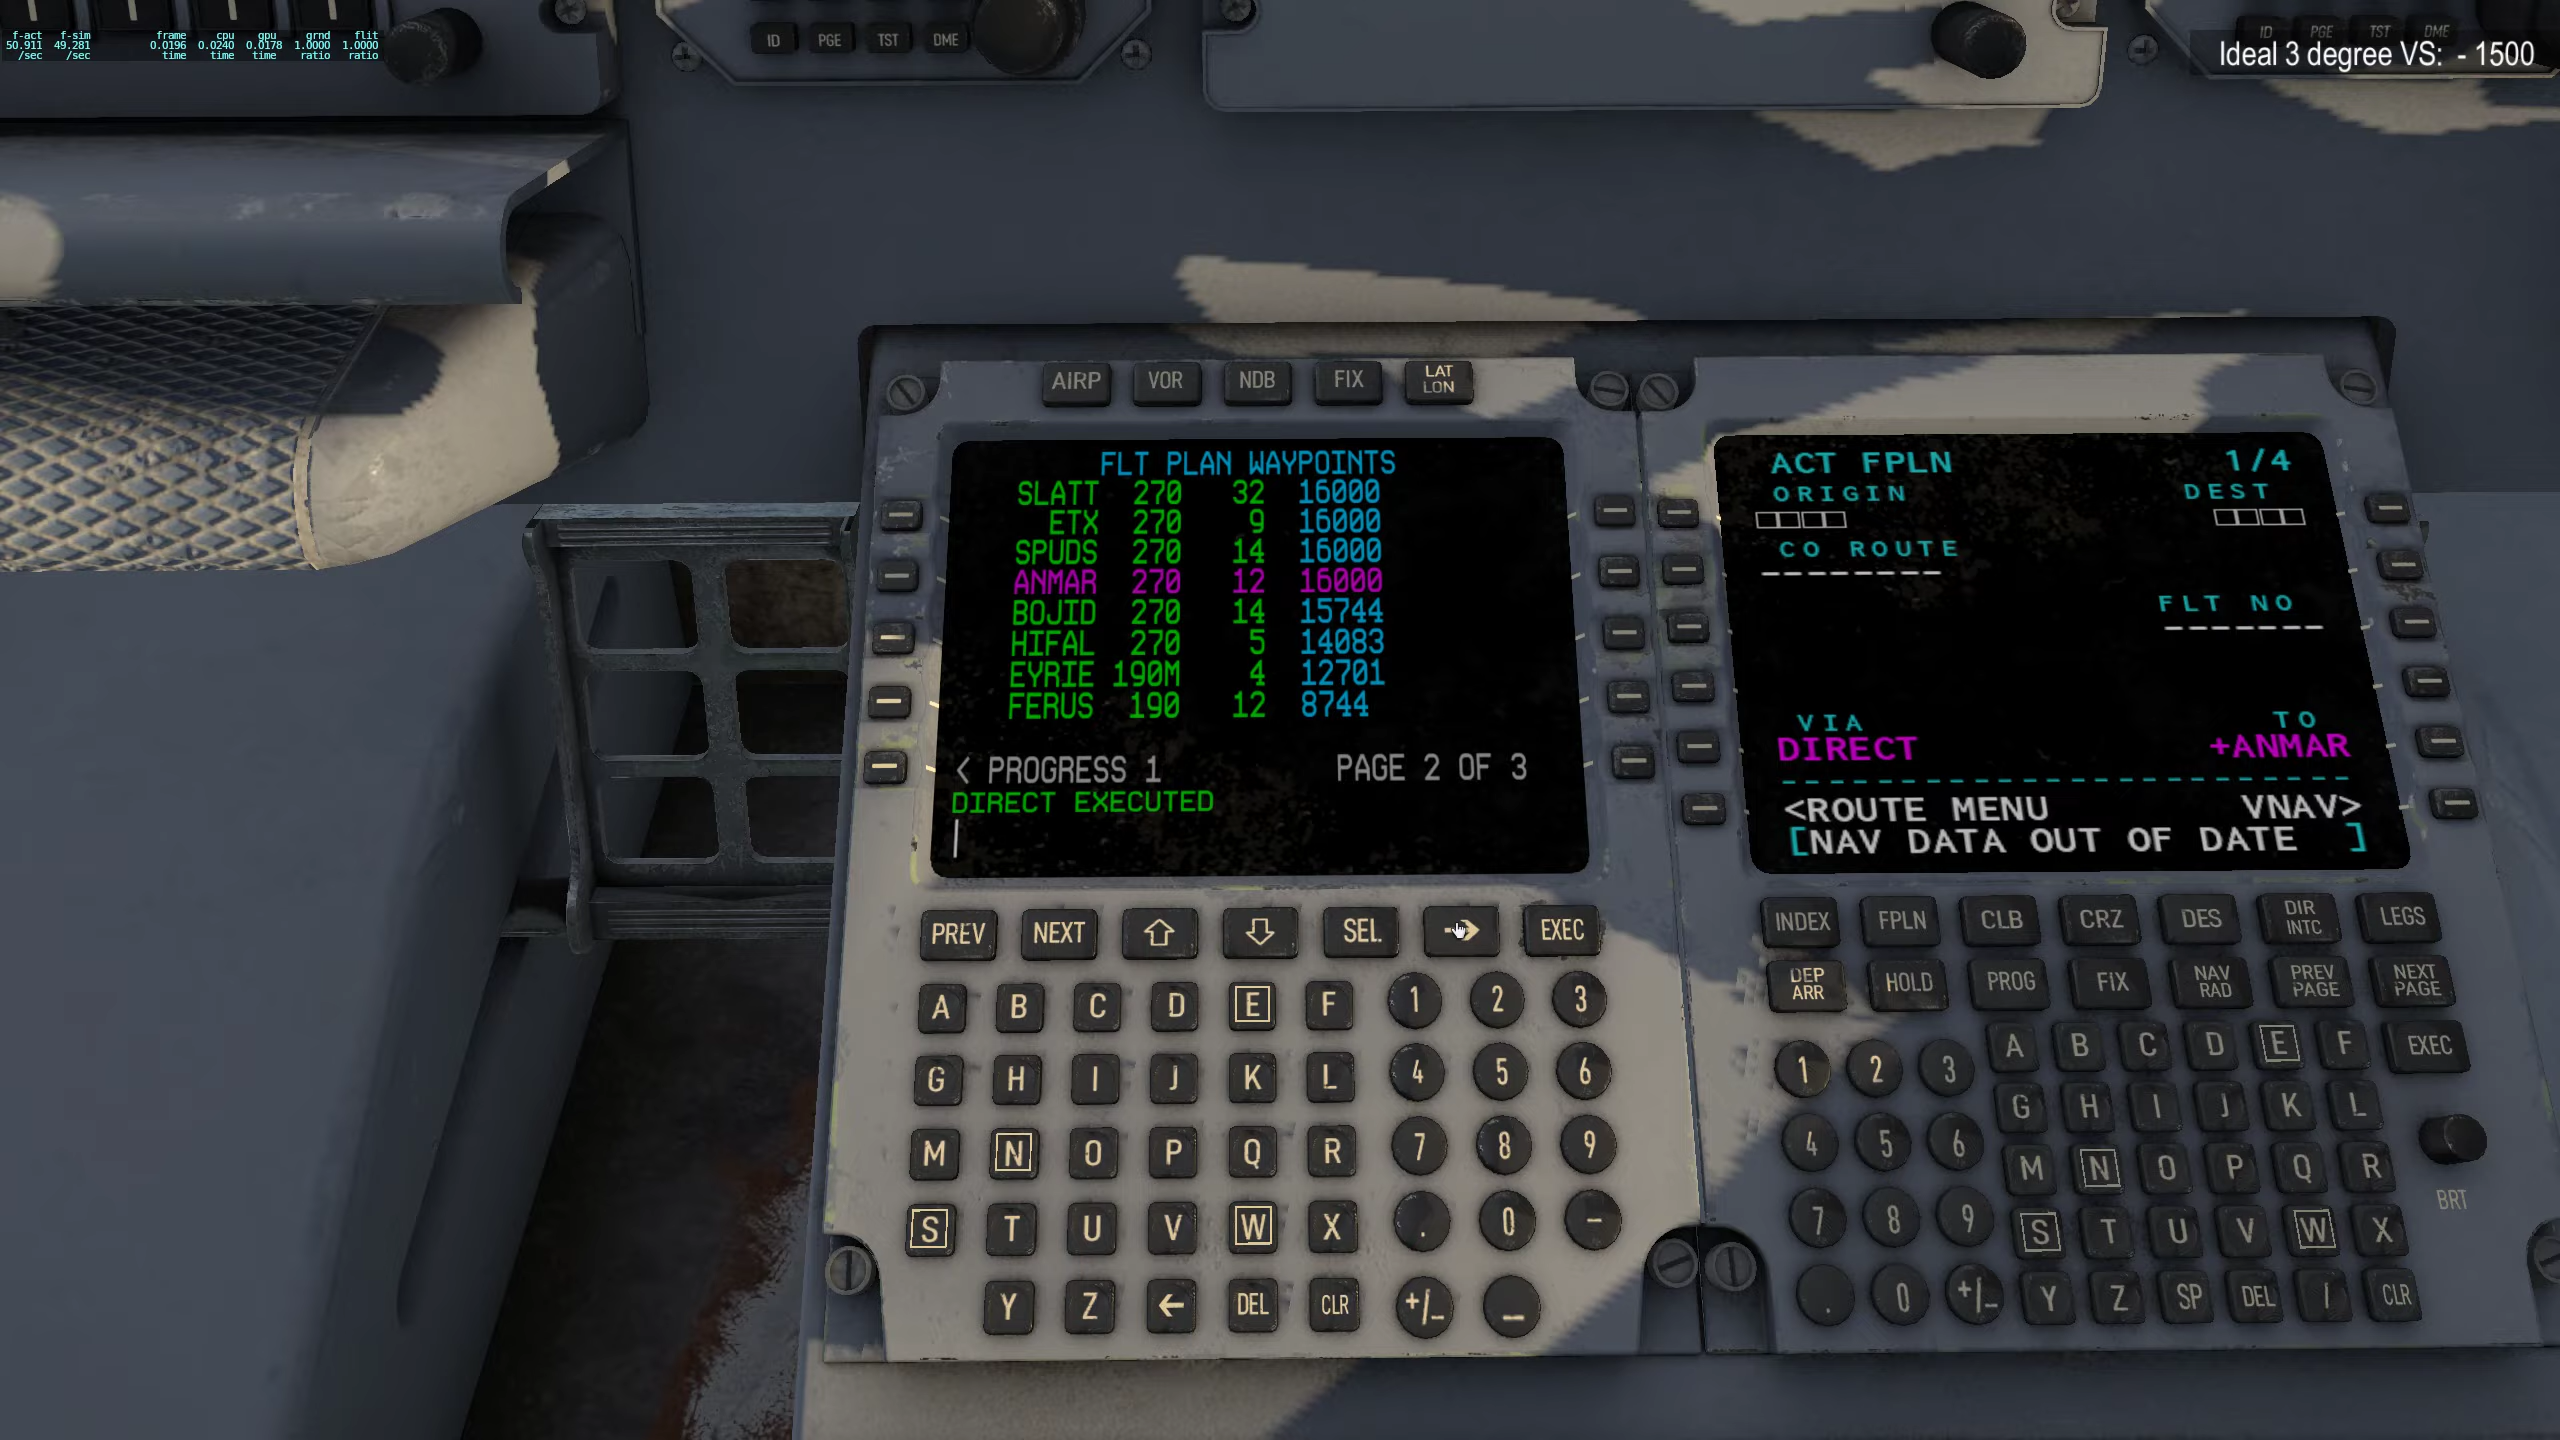 f-act f-sim frame cpu gpu grnd flit
50.911 49.281 0.0196 0.0240 0.0178 1.0000 1.0000
/sec /sec time time time ratio ratio
ID PGE TST DME
ID PGE TST DME
Ideal 3 degree VS: - 1500
AIRP VOR NDB FIX LAT LON
FLT PLAN WAYPOINTS
SLATT 270 32 16000
ETX 270 9 16000
SPUDS 270 14 16000
ANMAR 270 12 16000
BOJID 270 14 15744
HIFAL 270 5 14083
EYRIE 190M 4 12701
FERUS 190 12 8744
< PROGRESS 1 PAGE 2 OF 3
DIRECT EXECUTED
PREV NEXT SEL EXEC
A B C D E F 1 2 3
G H I J K L 4 5 6
M N O P Q R 7 8 9
S T U V W X . 0 -
Y Z ← DEL CLR +/- _
ACT FPLN 1/4
ORIGIN DEST
CO ROUTE
FLT NO
VIA TO
DIRECT +ANMAR
<ROUTE MENU VNAV>
[NAV DATA OUT OF DATE ]
INDEX FPLN CLB CRZ DES DIR INTC LEGS
DEP ARR HOLD PROG FIX NAV RAD PREV PAGE NEXT PAGE
A B C D E F EXEC
1 2 3
G H I J K L
4 5 6
M N O P Q R
BRT
7 8 9
S T U V W X
. 0 +/-
Y Z SP DEL / CLR